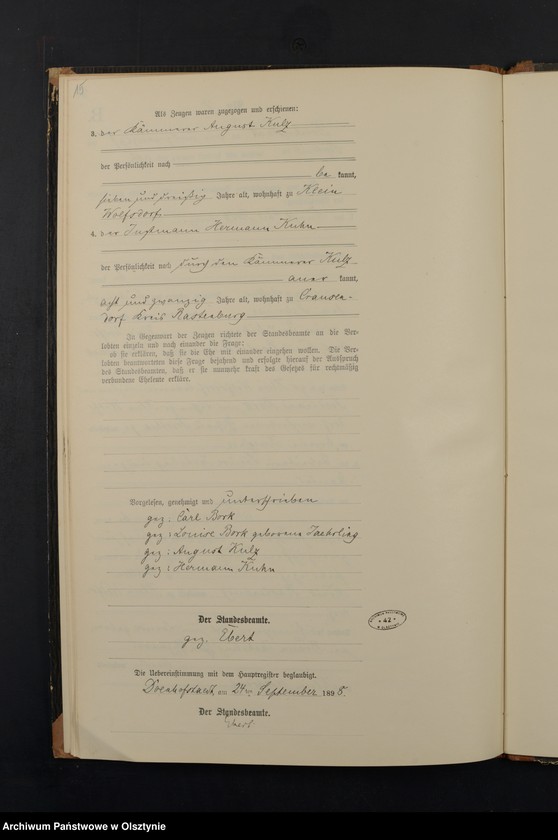 15
Als Zeugen waren zugezogen und erschienen:
3. der Kämmerer August Kulz
der Persönlichkeit nach
be kannt,
sieben und dreißig Jahre alt, wohnhaft zu Klein
Wolfsdorf
4. der Instmann Hermann Kuhn
der Persönlichkeit nach durch den Kämmerer Kulz
aner kannt,
acht und zwanzig Jahre alt, wohnhaft zu Crausen-
dorf Kreis Rastenburg
In Gegenwart der Zeugen richtete der Standesbeamte an die Ver-
lobten einzeln und nach einander die Frage:
ob sie erklären, daß sie die Ehe mit einander eingehen wollen. Die Ver-
lobten beantworteten diese Frage bejahend und erfolgte hierauf der Ausspruch
des Standesbeamten, daß er sie nunmehr kraft des Gesetzes für rechtmäßig
verbundene Eheleute erkläre.
Vorgelesen, genehmigt und unterschrieben
gez: Carl Bork
gez: Louise Bork geborene Jaehrling
gez: August Kulz
gez: Hermann Kuhn
Der Standesbeamte.
gez. Ebert
42
Die Uebereinstimmung mit dem Hauptregister beglaubigt.
Doenhofstaedt, am 24ten September 1898.
Der Standesbeamte.
Ebert
Archiwum Państwowe w Olsztynie